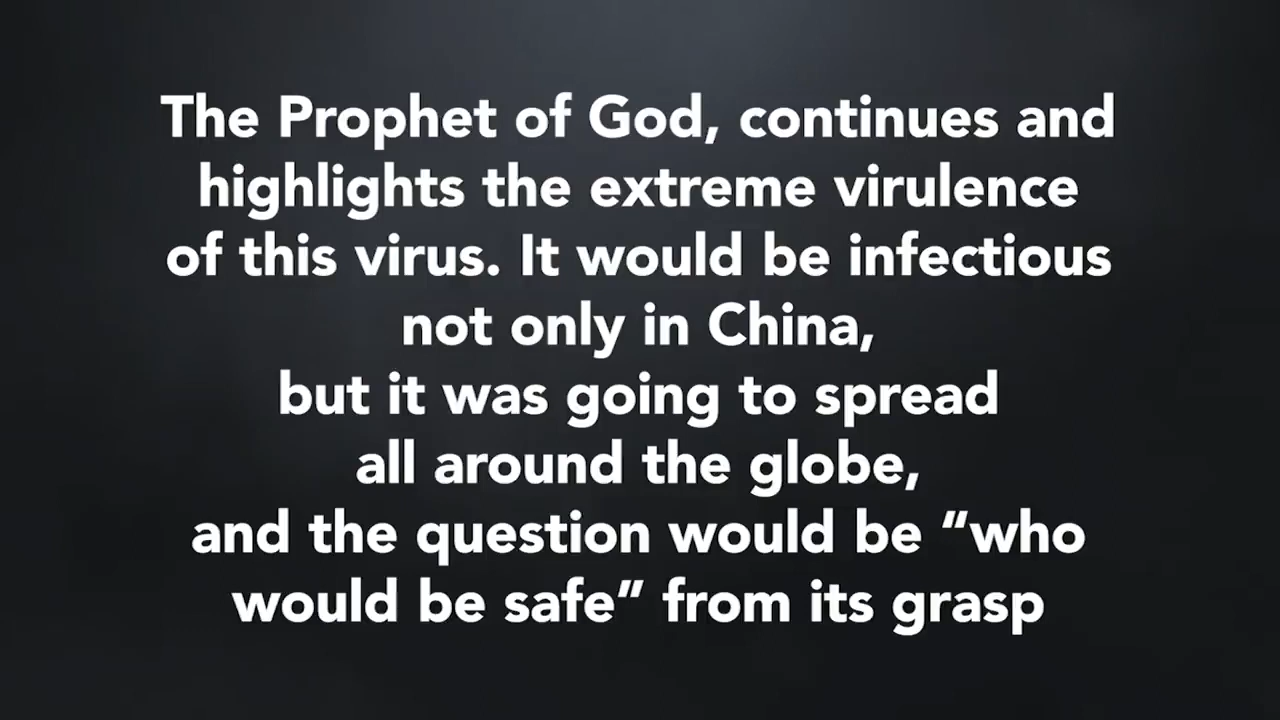 The Prophet of God, continues and
highlights the extreme virulence
of this virus. It would be infectious
not only in China,
but it was going to spread
all around the globe,
and the question would be “who
would be safe” from its grasp